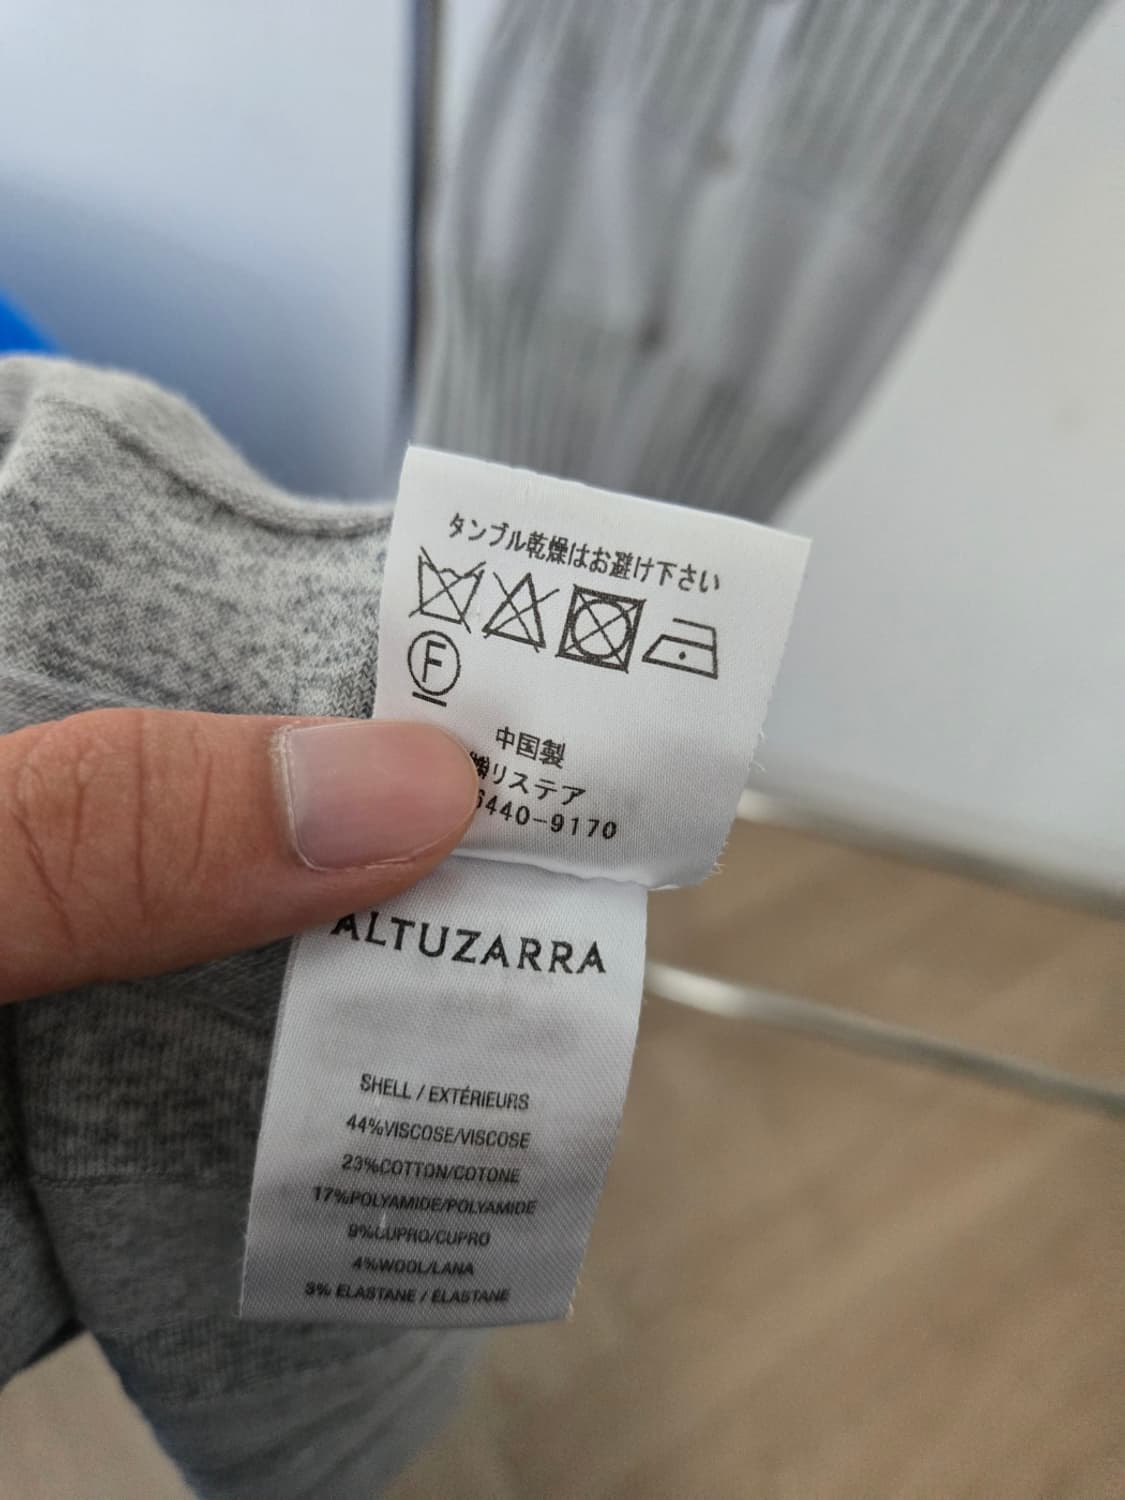 タンブル乾燥はお避け下さい
F
中国製
㈱リステア
6440-9170
ALTUZARRA
SHELL / EXTÉRIEURS
44%VISCOSE/VISCOSE
23%COTTON/COTONE
17%POLYAMIDE/POLYAMIDE
9%CUPRO/CUPRO
4%WOOL/LANA
3% ELASTANE / ELASTANE